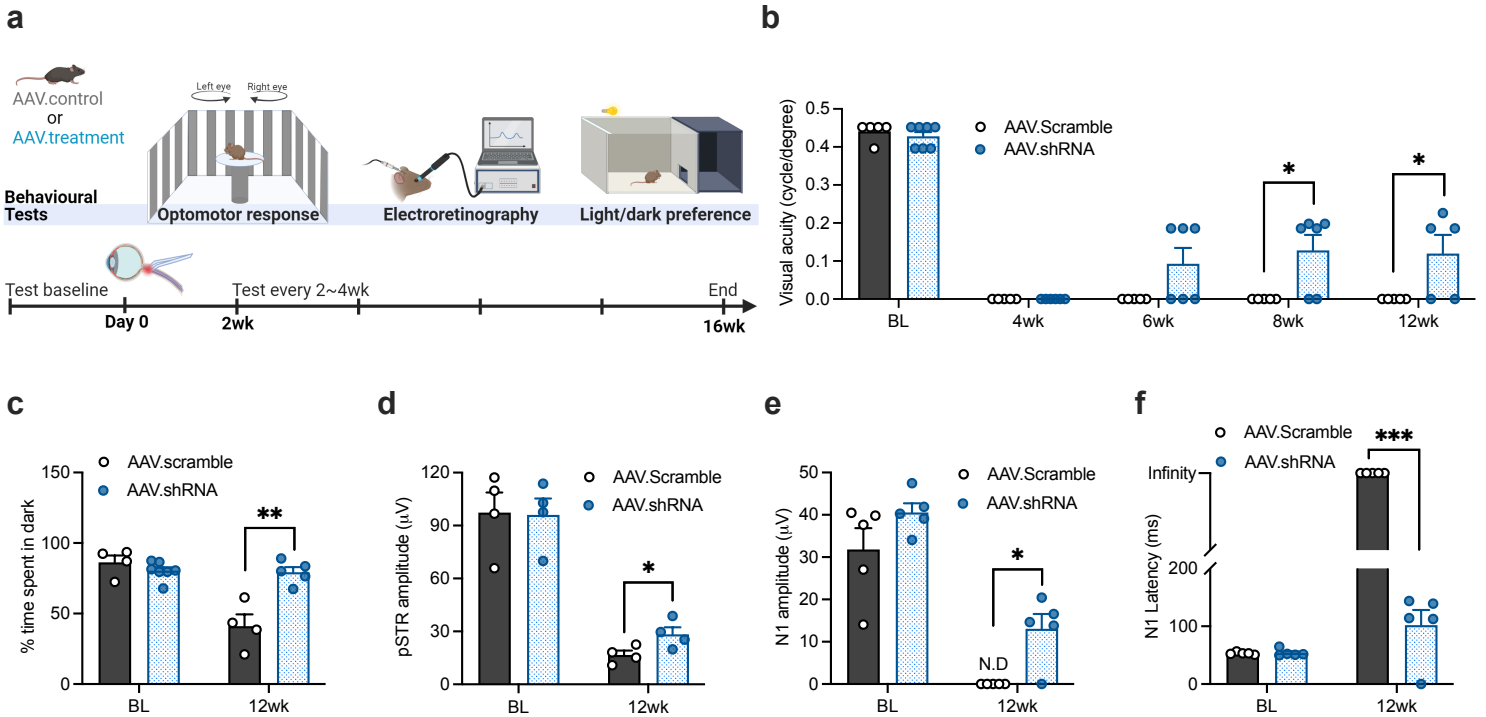 a
AAV.control
or
AAV.treatment
Left eye
Right eye
Behavioural
Tests
Optomotor response
Electroretinography
Light/dark preference
Test baseline
Test every 2~4wk
End
Day 0
2wk
16wk
b
Visual acuity (cycle/degree)
0.5
0.4
0.3
0.2
0.1
0.0
AAV.Scramble
AAV.shRNA
*
*
BL
4wk
6wk
8wk
12wk
c
% time spent in dark
150
100
50
0
AAV.scramble
AAV.shRNA
**
BL
12wk
d
pSTR amplitude (μV)
120
90
60
30
0
AAV.Scramble
AAV.shRNA
*
BL
12wk
e
N1 amplitude (μV)
50
40
30
20
10
0
AAV.Scramble
AAV.shRNA
*
N.D
BL
12wk
f
N1 Latency (ms)
Infinity
200
100
0
AAV.Scramble
AAV.shRNA
***
BL
12wk